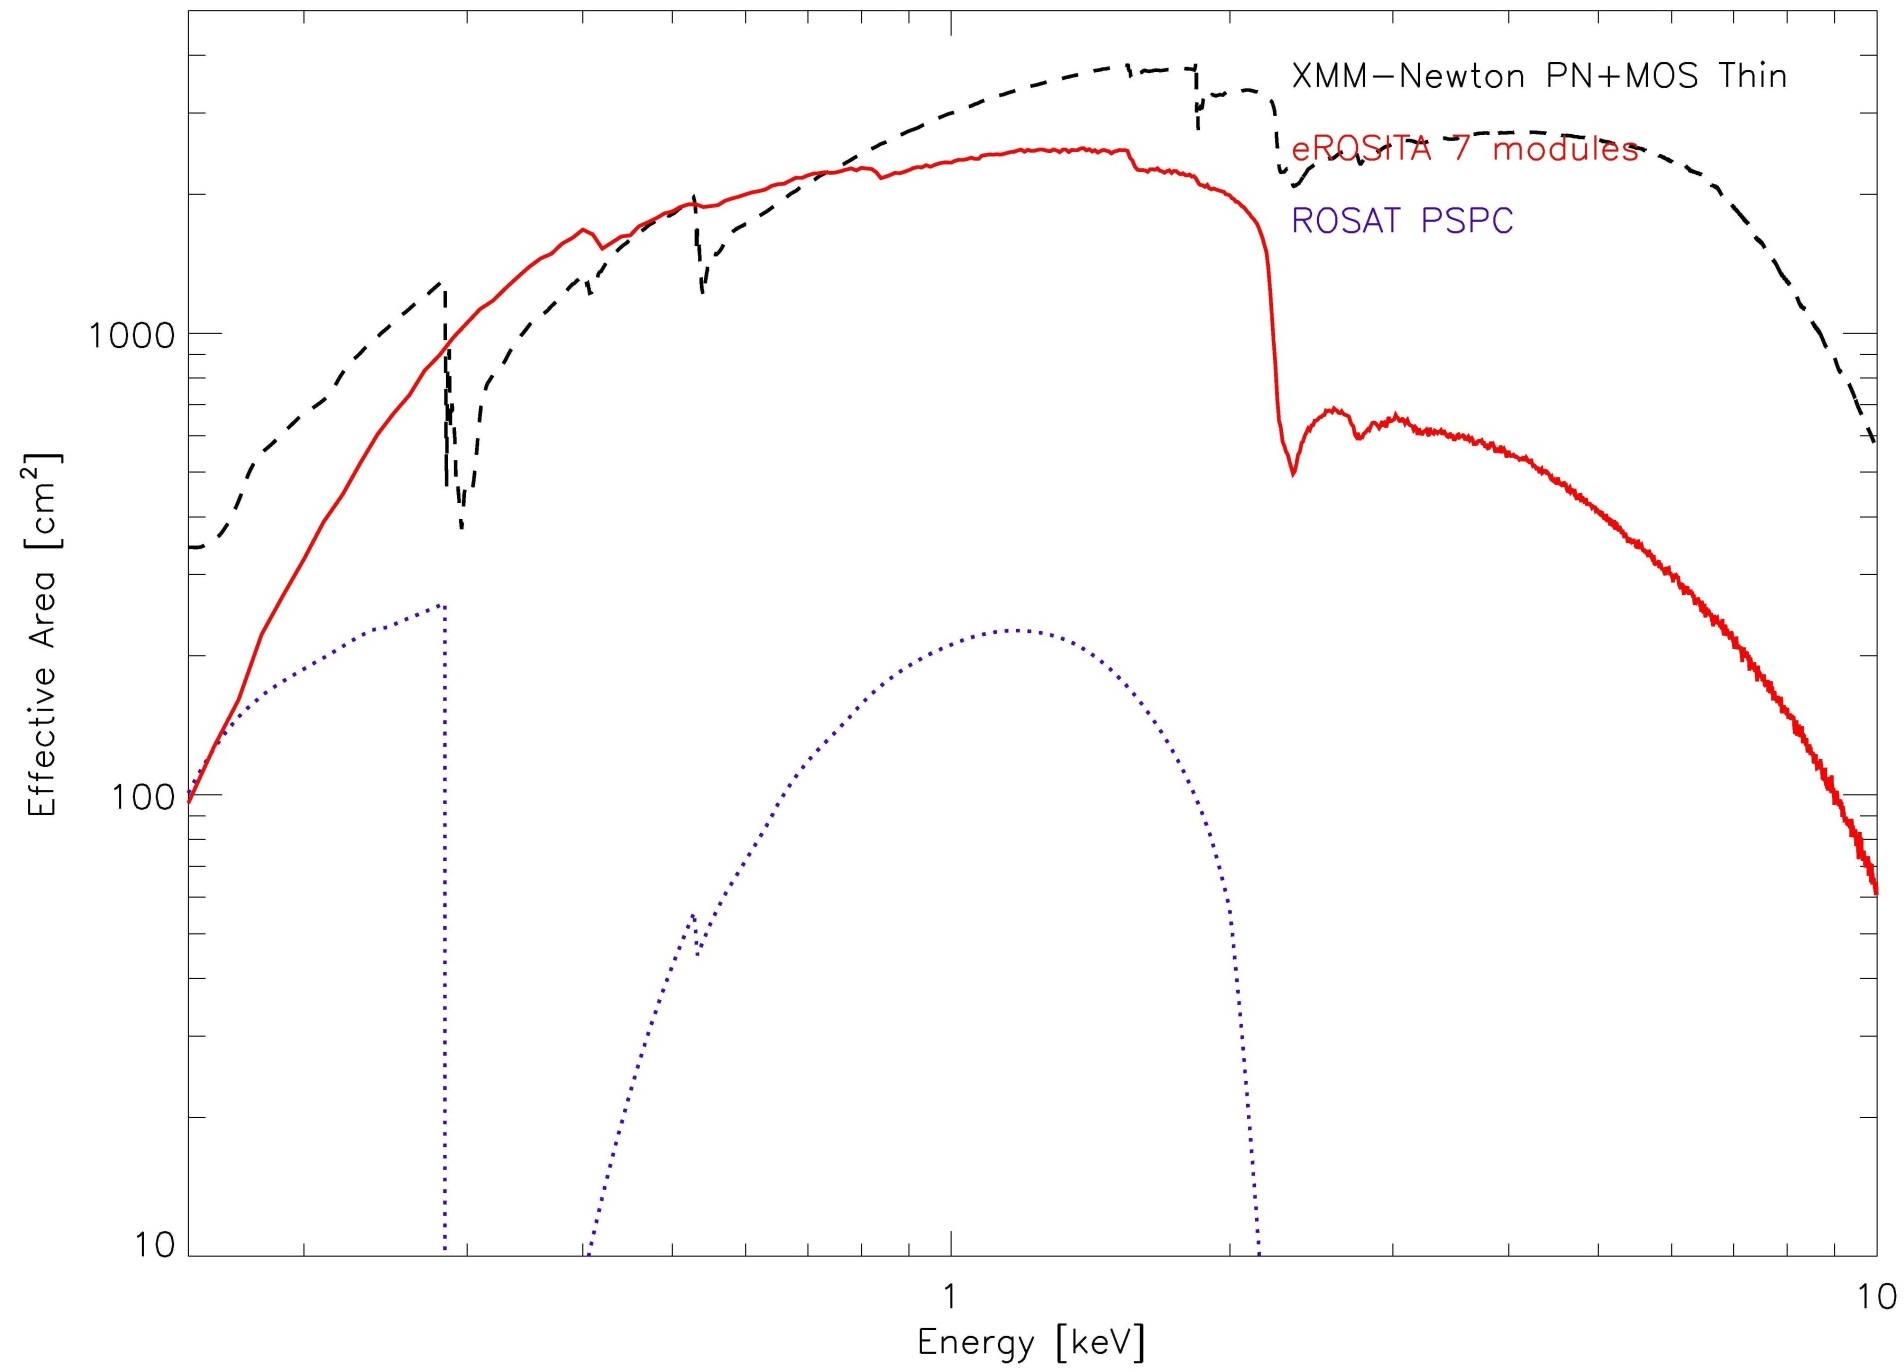 XMM-Newton PN+MOS Thin
eROSITA 7 modules
ROSAT PSPC
1000
100
10
Effective Area [cm²]
1
10
Energy [keV]